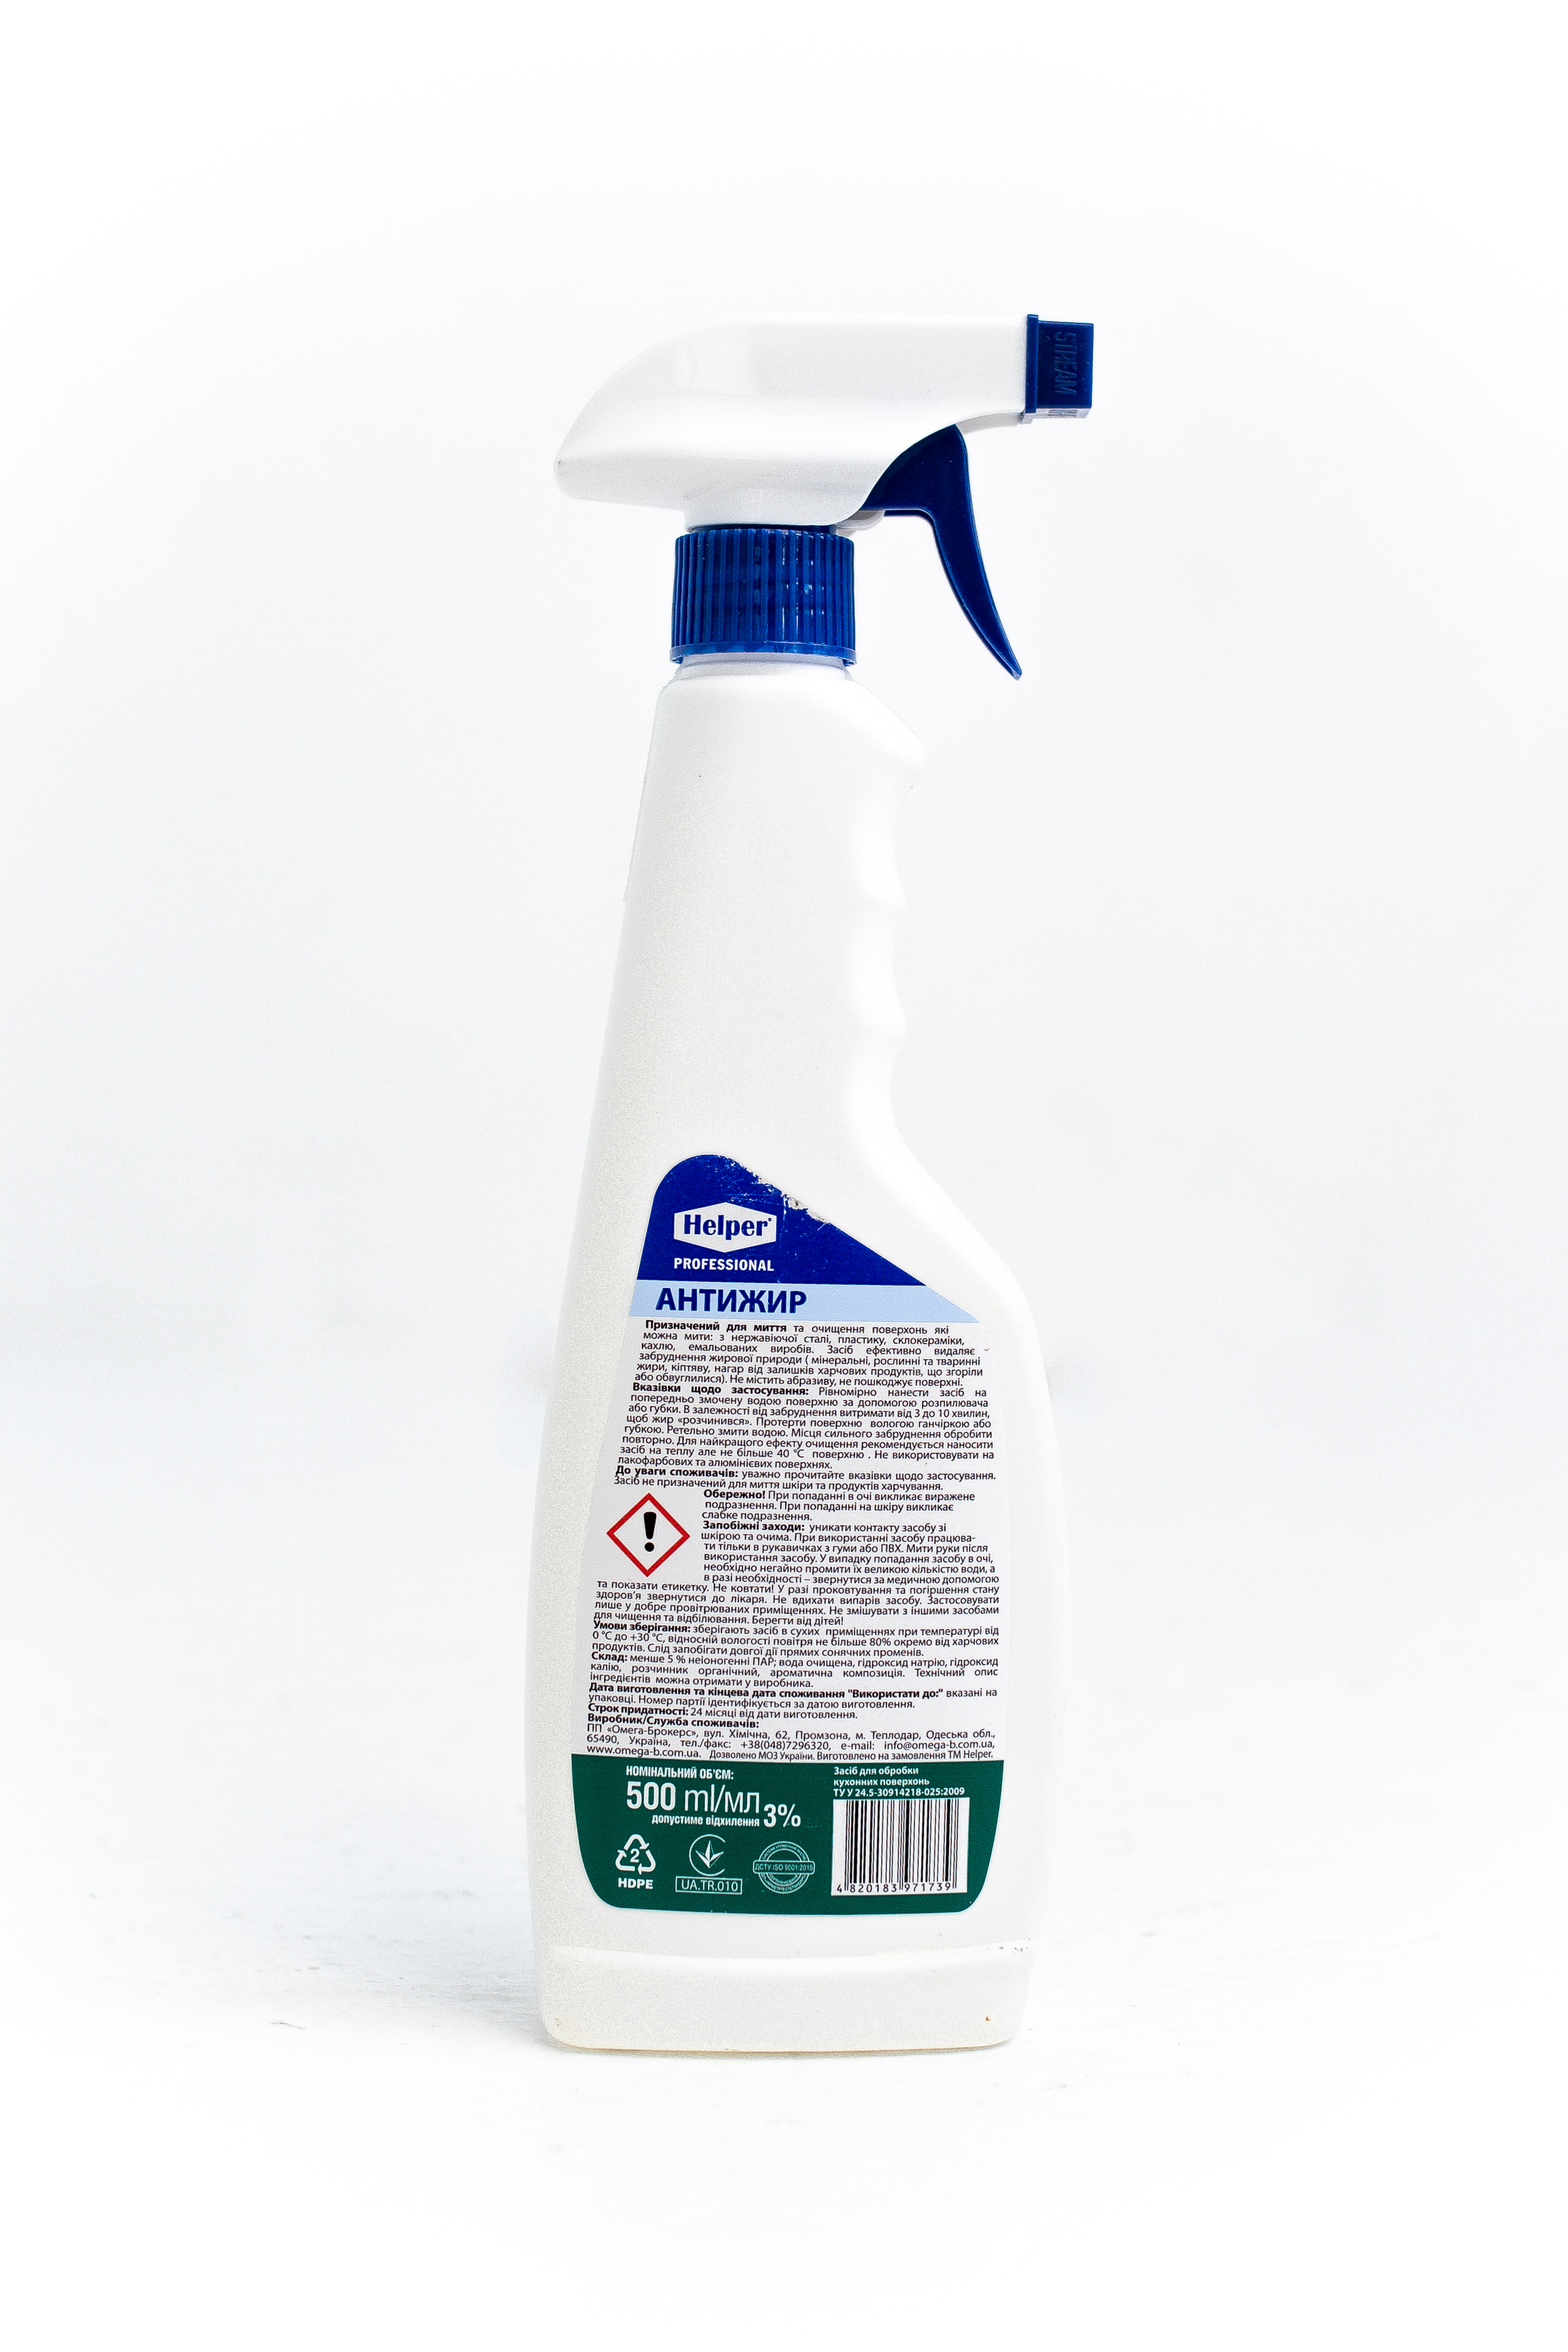 STREAM
Helper®
PROFESSIONAL
АНТИЖИР
Призначений для миття та очищення поверхонь які
можна мити: з нержавіючої сталі, пластику, склокераміки,
кахлю, емальованих виробів. Засіб ефективно видаляє
забруднення жирової природи ( мінеральні, рослинні та тваринні
жири, кіптяву, нагар від залишків харчових продуктів, що згоріли
або обвуглилися). Не містить абразиву, не пошкоджує поверхні.
Вказівки щодо застосування: Рівномірно нанести засіб на
попередньо змочену водою поверхню за допомогою розпилювача
або губки. В залежності від забруднення витримати від 3 до 10 хвилин,
щоб жир «розчинився». Протерти поверхню вологою ганчіркою або
губкою. Ретельно змити водою. Місця сильного забруднення обробити
повторно. Для найкращого ефекту очищення рекомендується наносити
засіб на теплу але не більше 40 °C поверхню . Не використовувати на
лакофарбових та алюмінієвих поверхнях.
До уваги споживачів: уважно прочитайте вказівки щодо застосування.
Засіб не призначений для миття шкіри та продуктів харчування.
Обережно! При попаданні в очі викликає виражене
подразнення. При попаданні на шкіру викликає
слабке подразнення.
Запобіжні заходи: уникати контакту засобу зі
шкірою та очима. При використанні засобу працюва-
ти тільки в рукавичках з гуми або ПВХ. Мити руки після
використання засобу. У випадку попадання засобу в очі,
необхідно негайно промити їх великою кількістю води, а
в разі необхідності – звернутися за медичною допомогою
та показати етикетку. Не ковтати! У разі проковтування та погіршення стану
здоров'я звернутися до лікаря. Не вдихати випарів засобу. Застосовувати
лише у добре провітрюваних приміщеннях. Не змішувати з іншими засобами
для чищення та відбілювання. Берегти від дітей!
Умови зберігання: зберігають засіб в сухих приміщеннях при температурі від
0 °C до +30 °C, відносній вологості повітря не більше 80% окремо від харчових
продуктів. Слід запобігати довгої дії прямих сонячних променів.
Склад: менше 5 % неіоногенні ПАР; вода очищена, гідроксид натрію, гідроксид
калію, розчинник органічний, ароматична композиція. Технічний опис
інгредієнтів можна отримати у виробника.
Дата виготовлення та кінцева дата споживання "Використати до:" вказані на
упаковці. Номер партії ідентифікується за датою виготовлення.
Строк придатності: 24 місяці від дати виготовлення.
Виробник/Служба споживачів:
ПП «Омега-Брокерс», вул. Хімічна, 62, Промзона, м. Теплодар, Одеська обл.,
65490, Україна, тел./факс: +38(048)7296320, e-mail: info@omega-b.com.ua,
www.omega-b.com.ua. Дозволено МОЗ України. Виготовлено на замовлення ТМ Helper.
НОМІНАЛЬНИЙ ОБ'ЄМ:
500 ml/мл
допустиме відхилення 3%
Засіб для обробки
кухонних поверхонь
ТУ У 24.5-30914218-025:2009
2
HDPE
UA.TR.010
ДСТУ ISO 9001:2015
4 820183 971739